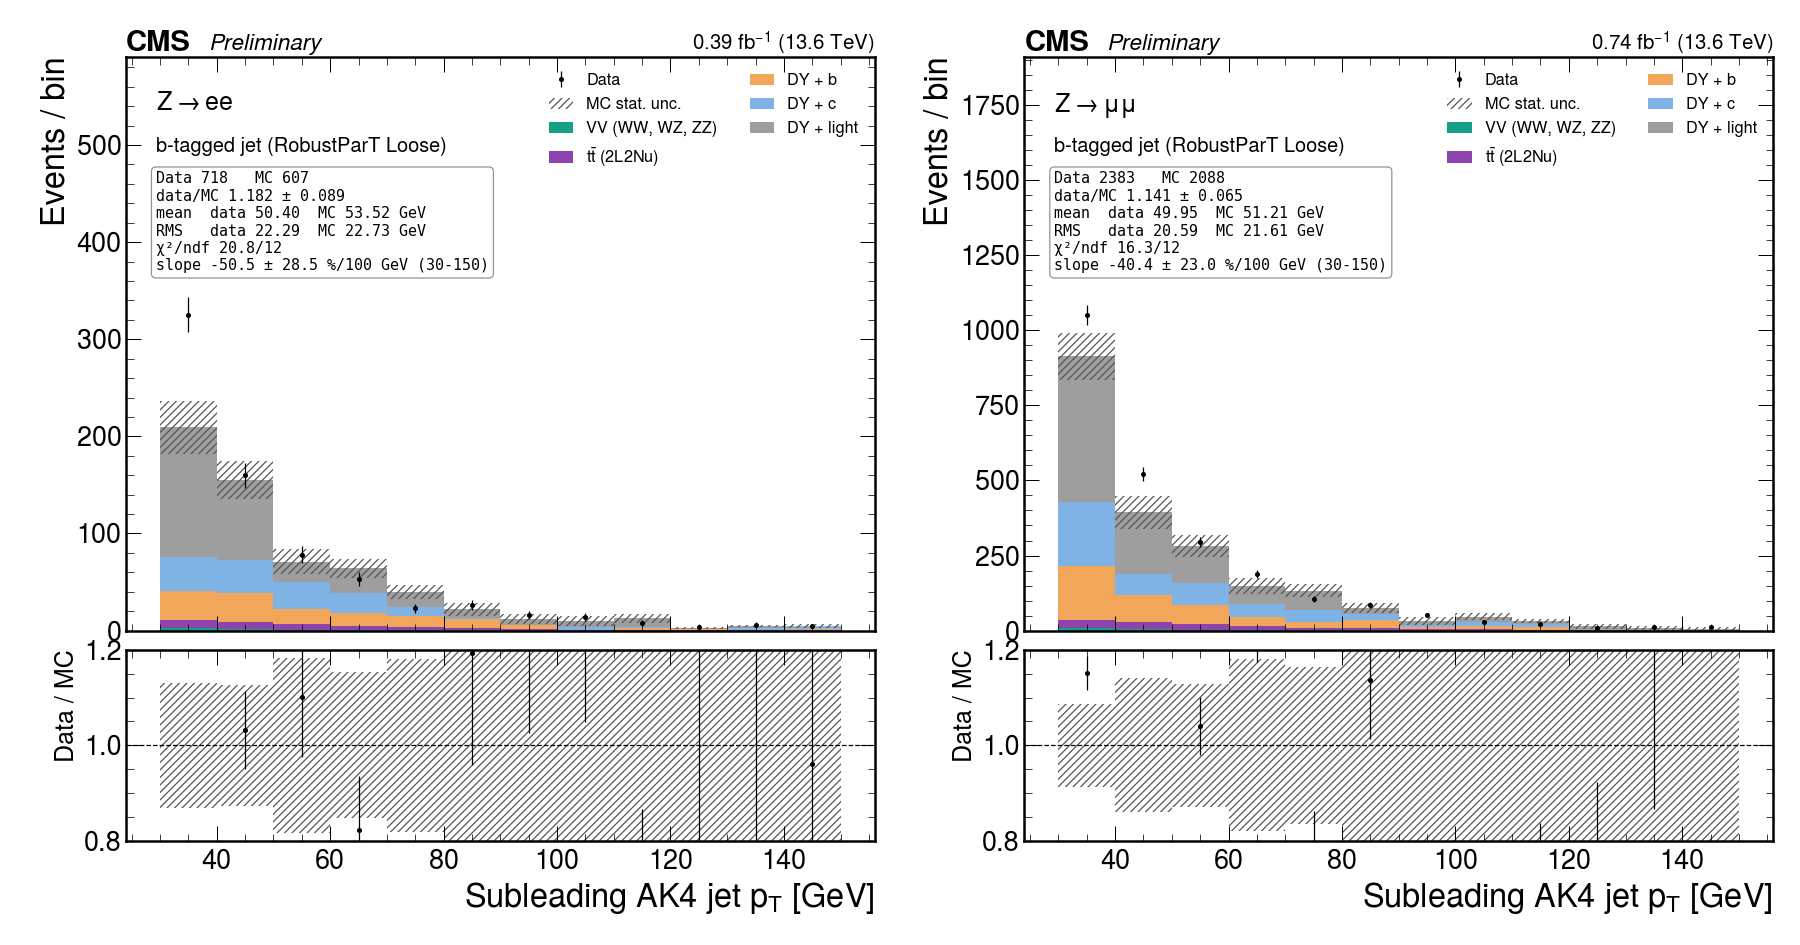 CMS Preliminary 0.39 fb⁻¹ (13.6 TeV)
Events / bin
Z → ee
b-tagged jet (RobustParT Loose)
Data 718 MC 607
data/MC 1.182 ± 0.089
mean data 50.40 MC 53.52 GeV
RMS data 22.29 MC 22.73 GeV
χ²/ndf 20.8/12
slope -50.5 ± 28.5 %/100 GeV (30-150)
Data
MC stat. unc.
VV (WW, WZ, ZZ)
tt̄ (2L2Nu)
DY + b
DY + c
DY + light
500
400
300
200
100
0
Data / MC
1.2
1.0
0.8
40 60 80 100 120 140
Subleading AK4 jet p_T [GeV]
CMS Preliminary 0.74 fb⁻¹ (13.6 TeV)
Events / bin
Z → μμ
b-tagged jet (RobustParT Loose)
Data 2383 MC 2088
data/MC 1.141 ± 0.065
mean data 49.95 MC 51.21 GeV
RMS data 20.59 MC 21.61 GeV
χ²/ndf 16.3/12
slope -40.4 ± 23.0 %/100 GeV (30-150)
Data
MC stat. unc.
VV (WW, WZ, ZZ)
tt̄ (2L2Nu)
DY + b
DY + c
DY + light
1750
1500
1250
1000
750
500
250
0
Data / MC
1.2
1.0
0.8
40 60 80 100 120 140
Subleading AK4 jet p_T [GeV]